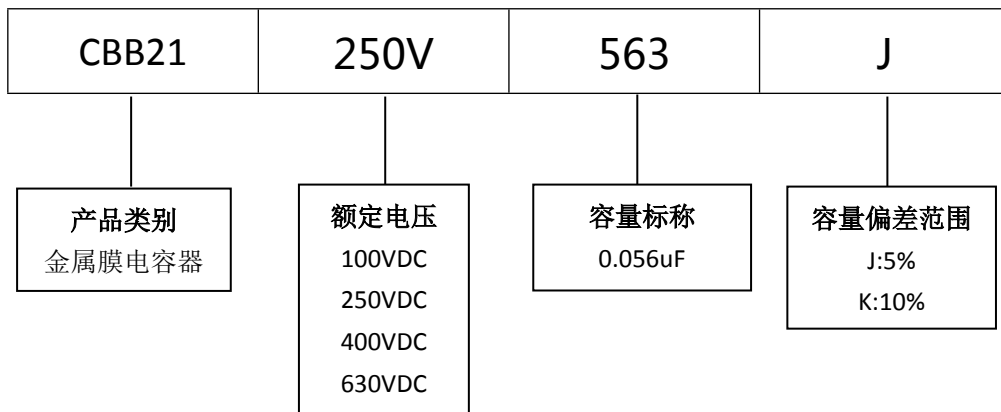 CBB21 250V 563 J
产品类别
金属膜电容器
额定电压
100VDC
250VDC
400VDC
630VDC
容量标称
0.056uF
容量偏差范围
J:5%
K:10%